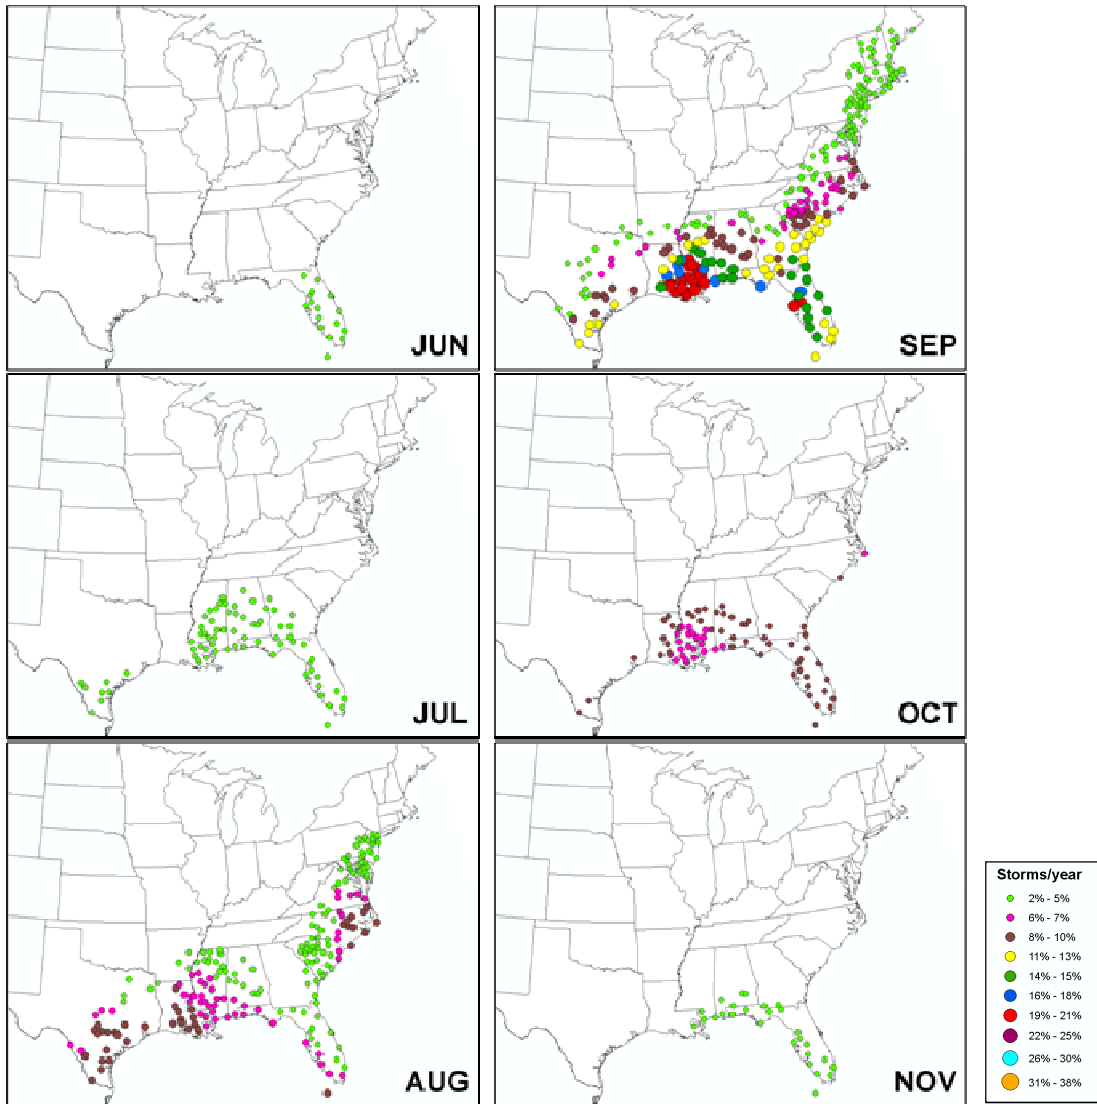 JUN
SEP
JUL
OCT
AUG
NOV
Storms/year
2% - 5%
6% - 7%
8% - 10%
11% - 13%
14% - 15%
16% - 18%
19% - 21%
22% - 25%
26% - 30%
31% - 38%